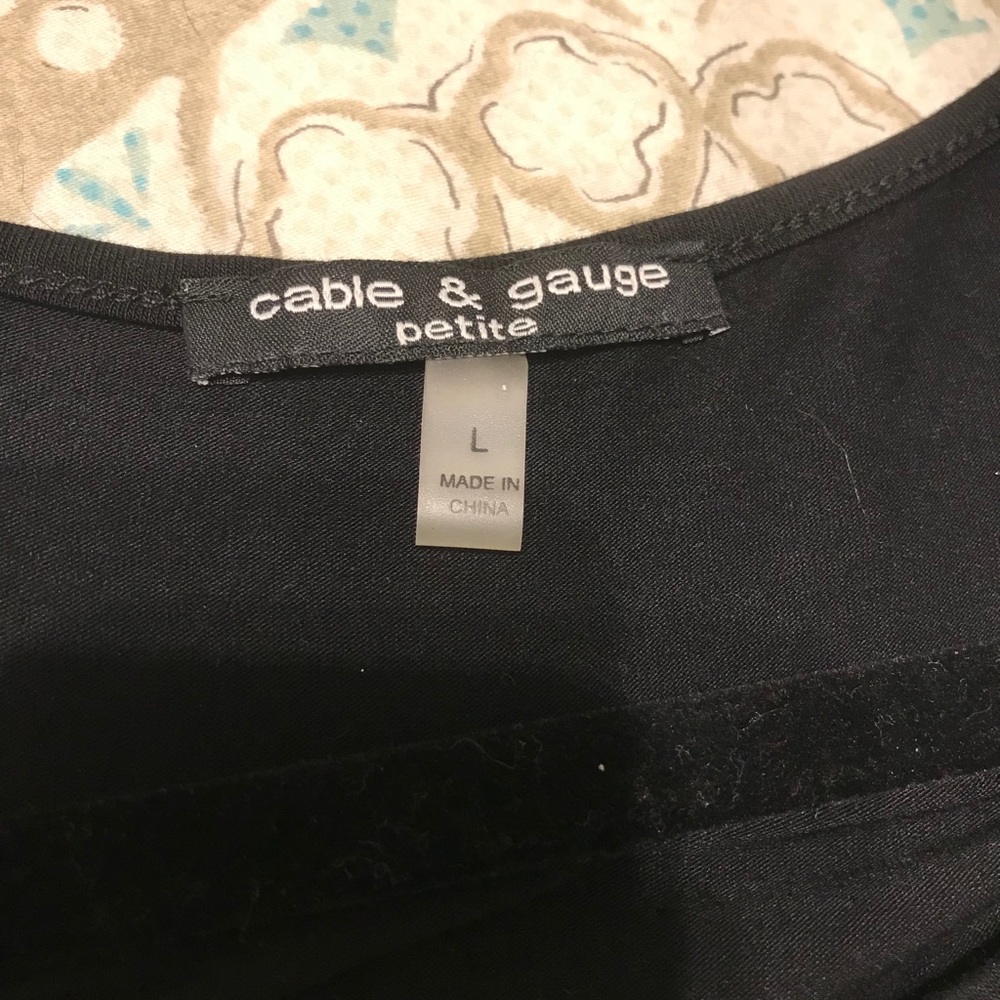 cable & gauge
petite
L
MADE IN
CHINA